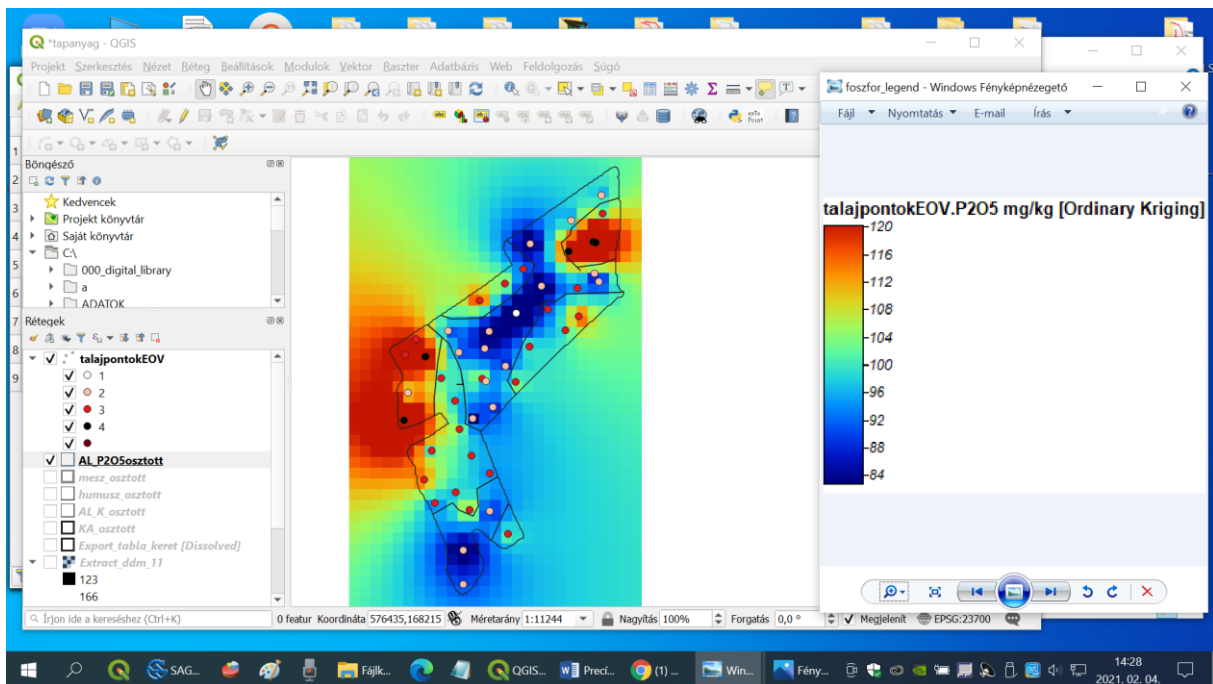 *tapanyag - QGIS
Projekt Szerkesztés Nézet Réteg Beállítások Modulok Vektor Raszter Adatbázis Web Feldolgozás Súgó
Böngésző
Kedvencek
Projekt könyvtár
Saját könyvtár
C:\
000_digital_library
a
ADATOK
Rétegek
talajpontokEOV
1
2
3
4
AL_P2O5osztott
mesz_osztott
humusz_osztott
AL_K_osztott
KA_osztott
Export_tabla_keret [Dissolved]
Extract_ddm_11
123
166
Írjon ide a kereséshez (Ctrl+K)
0 featur Koordináta 576435,168215 Méretarány 1:11244 Nagyítás 100% Forgatás 0,0 ° Megjelenít EPSG:23700
foszfor_legend - Windows Fényképnézegető
Fájl Nyomtatás E-mail Írás
talajpontokEOV.P2O5 mg/kg [Ordinary Kriging]
120
116
112
108
104
100
96
92
88
84
SAG... Fájlk... QGIS... Precí... (1) ... Win... Fény...
14:28
2021. 02. 04.